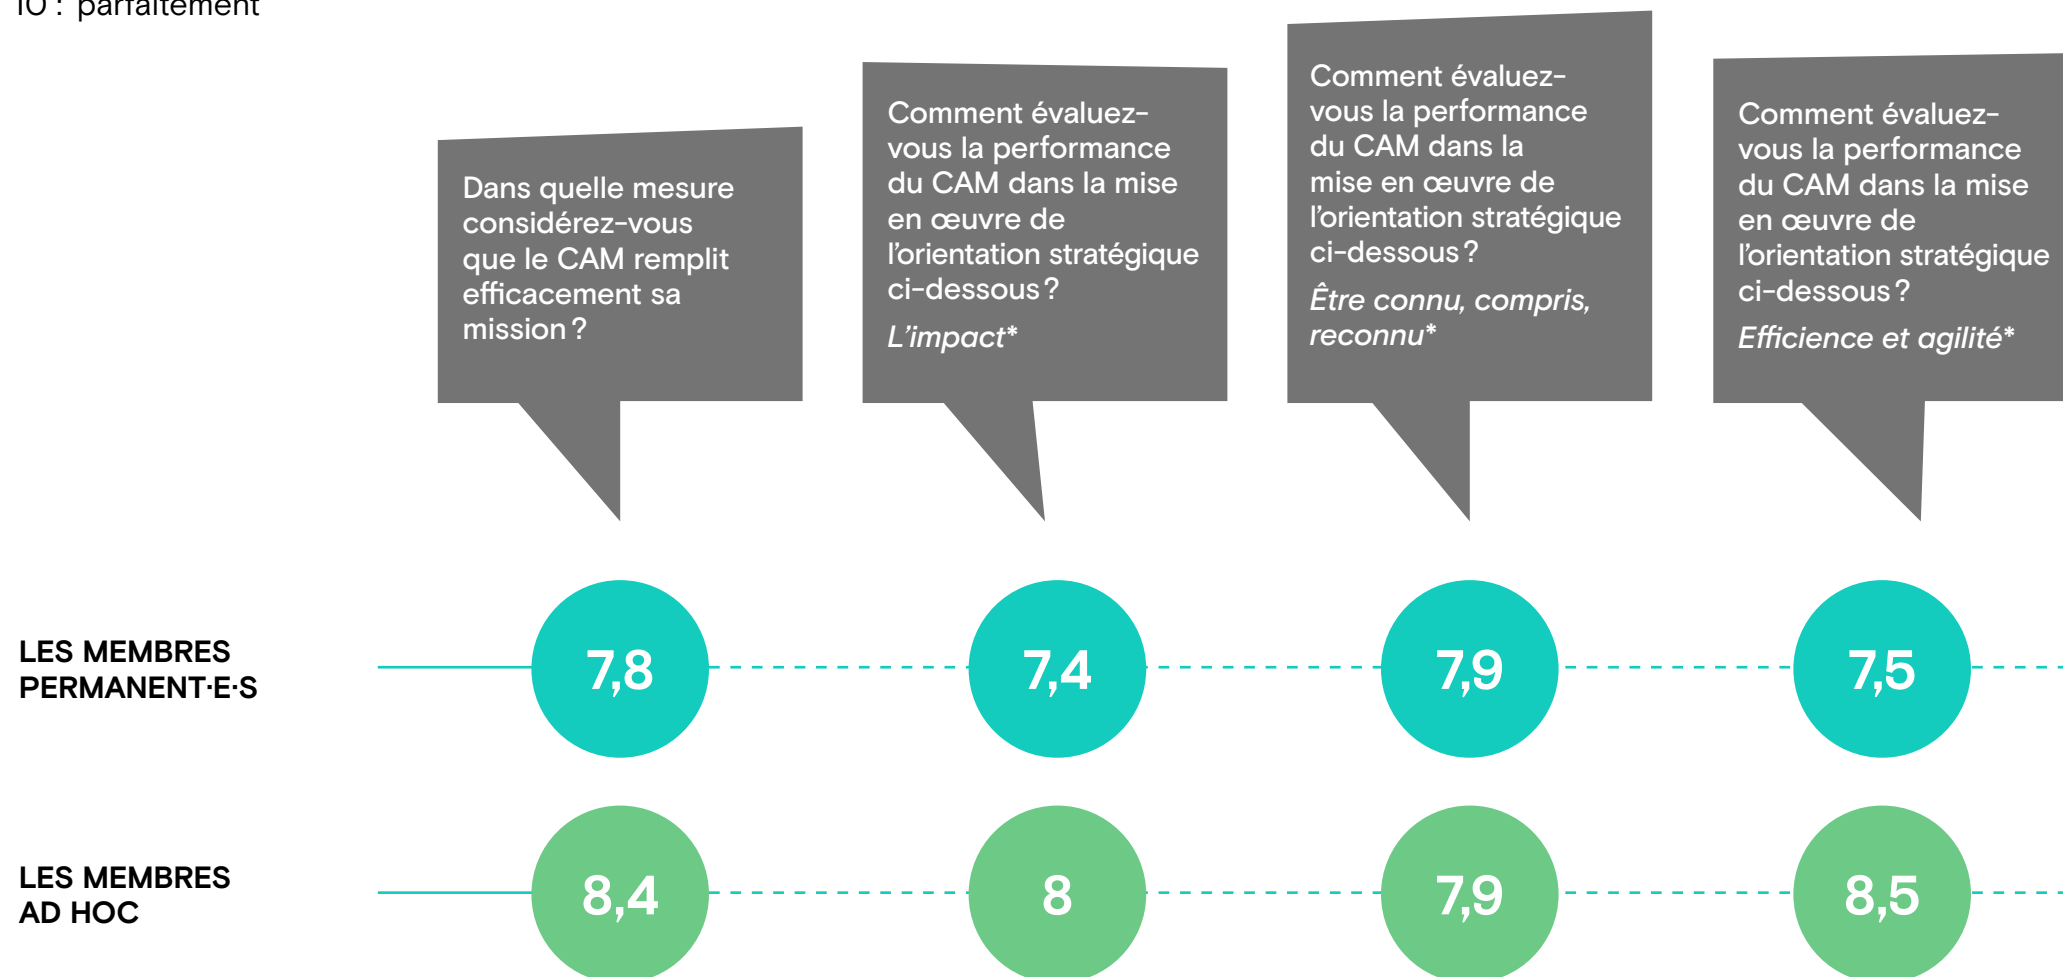 10 : parfaitement
Dans quelle mesure
considérez-vous
que le CAM remplit
efficacement sa
mission ?
Comment évaluez-
vous la performance
du CAM dans la mise
en œuvre de
l’orientation stratégique
ci-dessous ?
L’impact*
Comment évaluez-
vous la performance
du CAM dans la
mise en œuvre de
l’orientation stratégique
ci-dessous ?
Être connu, compris,
reconnu*
Comment évaluez-
vous la performance
du CAM dans la mise
en œuvre de
l’orientation stratégique
ci-dessous ?
Efficience et agilité*
LES MEMBRES
PERMANENT·E·S
7,8
7,4
7,9
7,5
LES MEMBRES
AD HOC
8,4
8
7,9
8,5